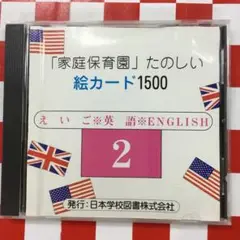 「家庭保育園」たのしい
絵カード1500
え い ご※英 語※ENGLISH
2
発行:日本学校図書株式会社